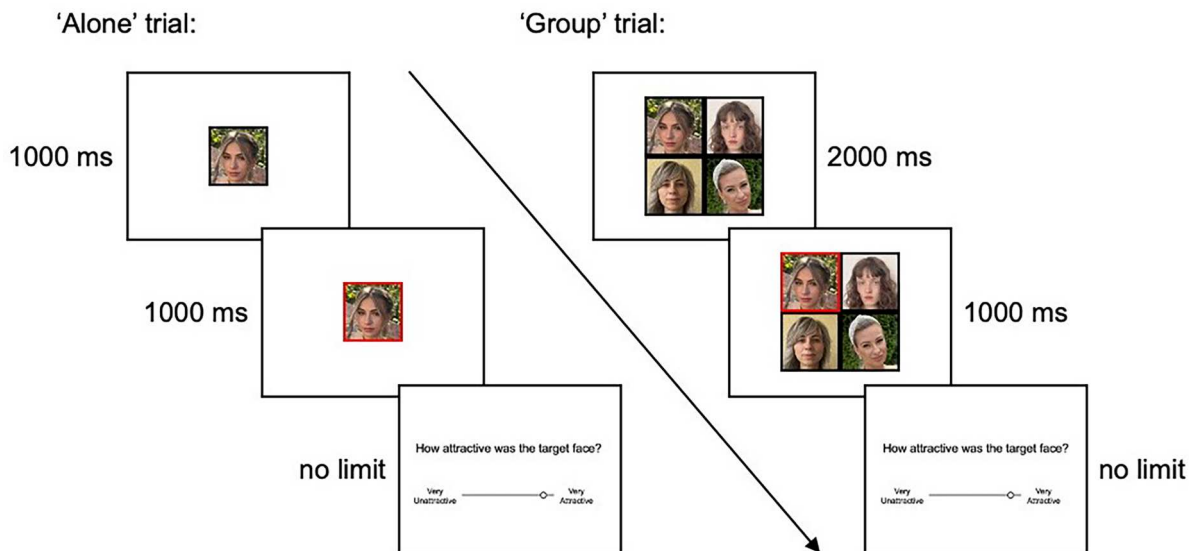 ‘Alone’ trial:
‘Group’ trial:
1000 ms
2000 ms
1000 ms
1000 ms
no limit
How attractive was the target face?
Very
Unattractive
Very
Attractive
How attractive was the target face?
Very
Unattractive
Very
Attractive
no limit